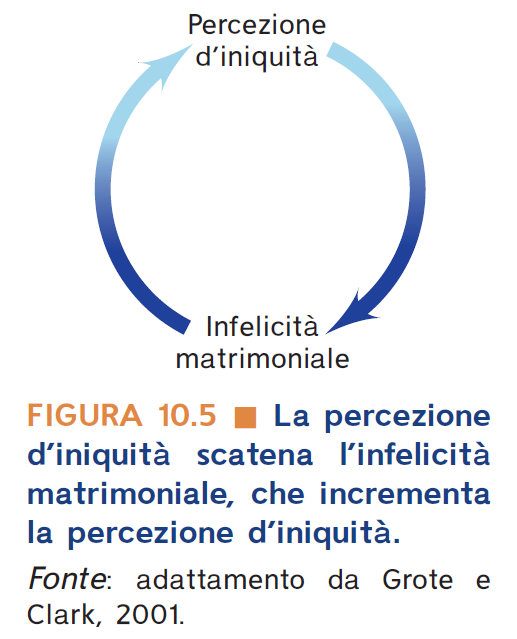 Percezione
d'iniquità
Infelicità
matrimoniale
FIGURA 10.5 ■ La percezione
d'iniquità scatena l'infelicità
matrimoniale, che incrementa
la percezione d'iniquità.
Fonte: adattamento da Grote e
Clark, 2001.